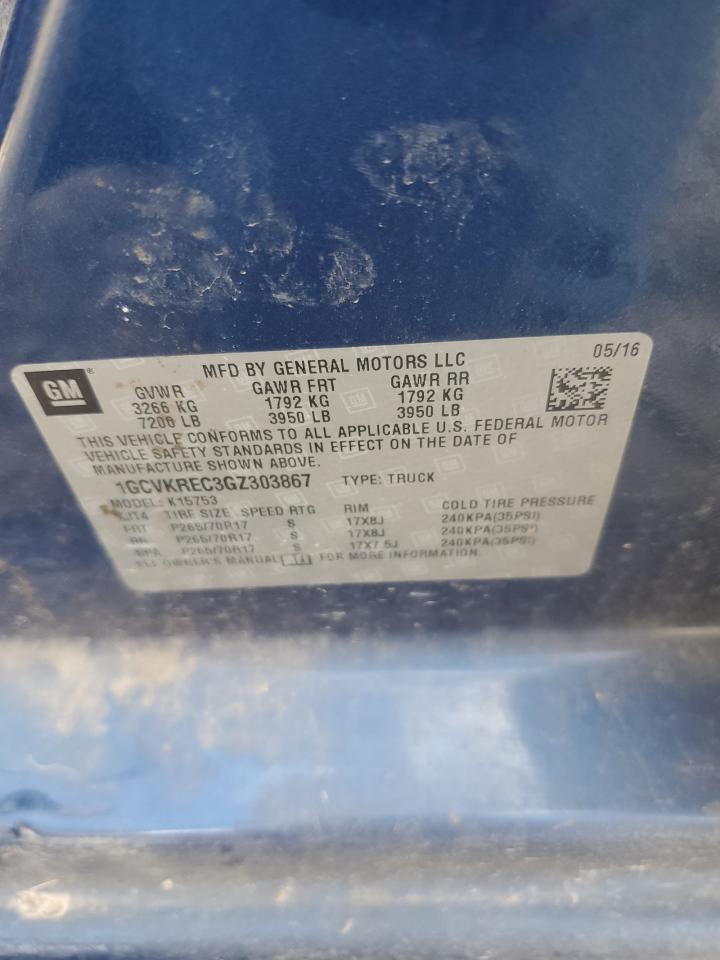 GM
MFD BY GENERAL MOTORS LLC
05/16
GVWR GAWR FRT GAWR RR
3266 KG 1792 KG 1792 KG
7200 LB 3950 LB 3950 LB
THIS VEHICLE CONFORMS TO ALL APPLICABLE U.S. FEDERAL MOTOR
VEHICLE SAFETY STANDARDS IN EFFECT ON THE DATE OF
MANUFACTURE SHOWN ABOVE.
1GCVKREC3GZ303867 TYPE: TRUCK
MODEL: K15753
TIRE SIZE SPEED RTG RIM COLD TIRE PRESSURE
FRT P265/70R17 S 17X8J 240KPA(35PSI)
RR P265/70R17 S 17X8J 240KPA(35PSI)
SPA P265/70R17 S 17X7.5J 240KPA(35PSI)
SEE OWNER'S MANUAL FOR MORE INFORMATION.